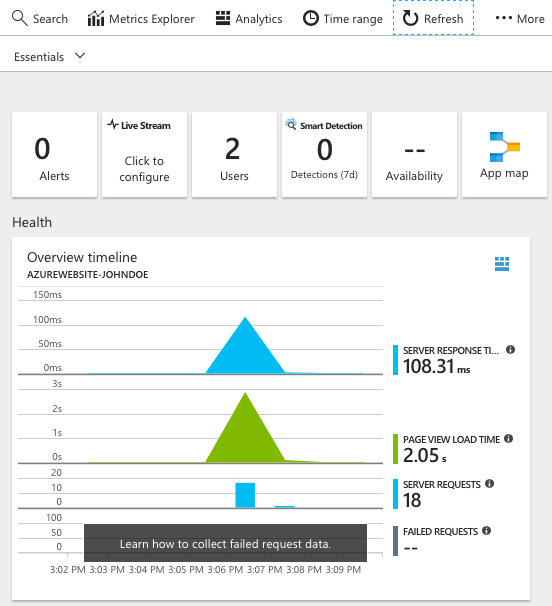 Search Metrics Explorer Analytics Time range Refresh More
Essentials
0
Alerts
Live Stream
Click to
configure
2
Users
Smart Detection
0
Detections (7d)
--
Availability
App map
Health
Overview timeline
AZUREWEBSITE-JOHNDOE
150ms
100ms
50ms
0ms
SERVER RESPONSE TI...
108.31 ms
3s
2s
1s
0s
PAGE VIEW LOAD TIME
2.05 s
20
10
0
SERVER REQUESTS
18
100
50
0
FAILED REQUESTS
--
Learn how to collect failed request data.
3:02 PM 3:03 PM 3:04 PM 3:05 PM 3:06 PM 3:07 PM 3:08 PM 3:09 PM